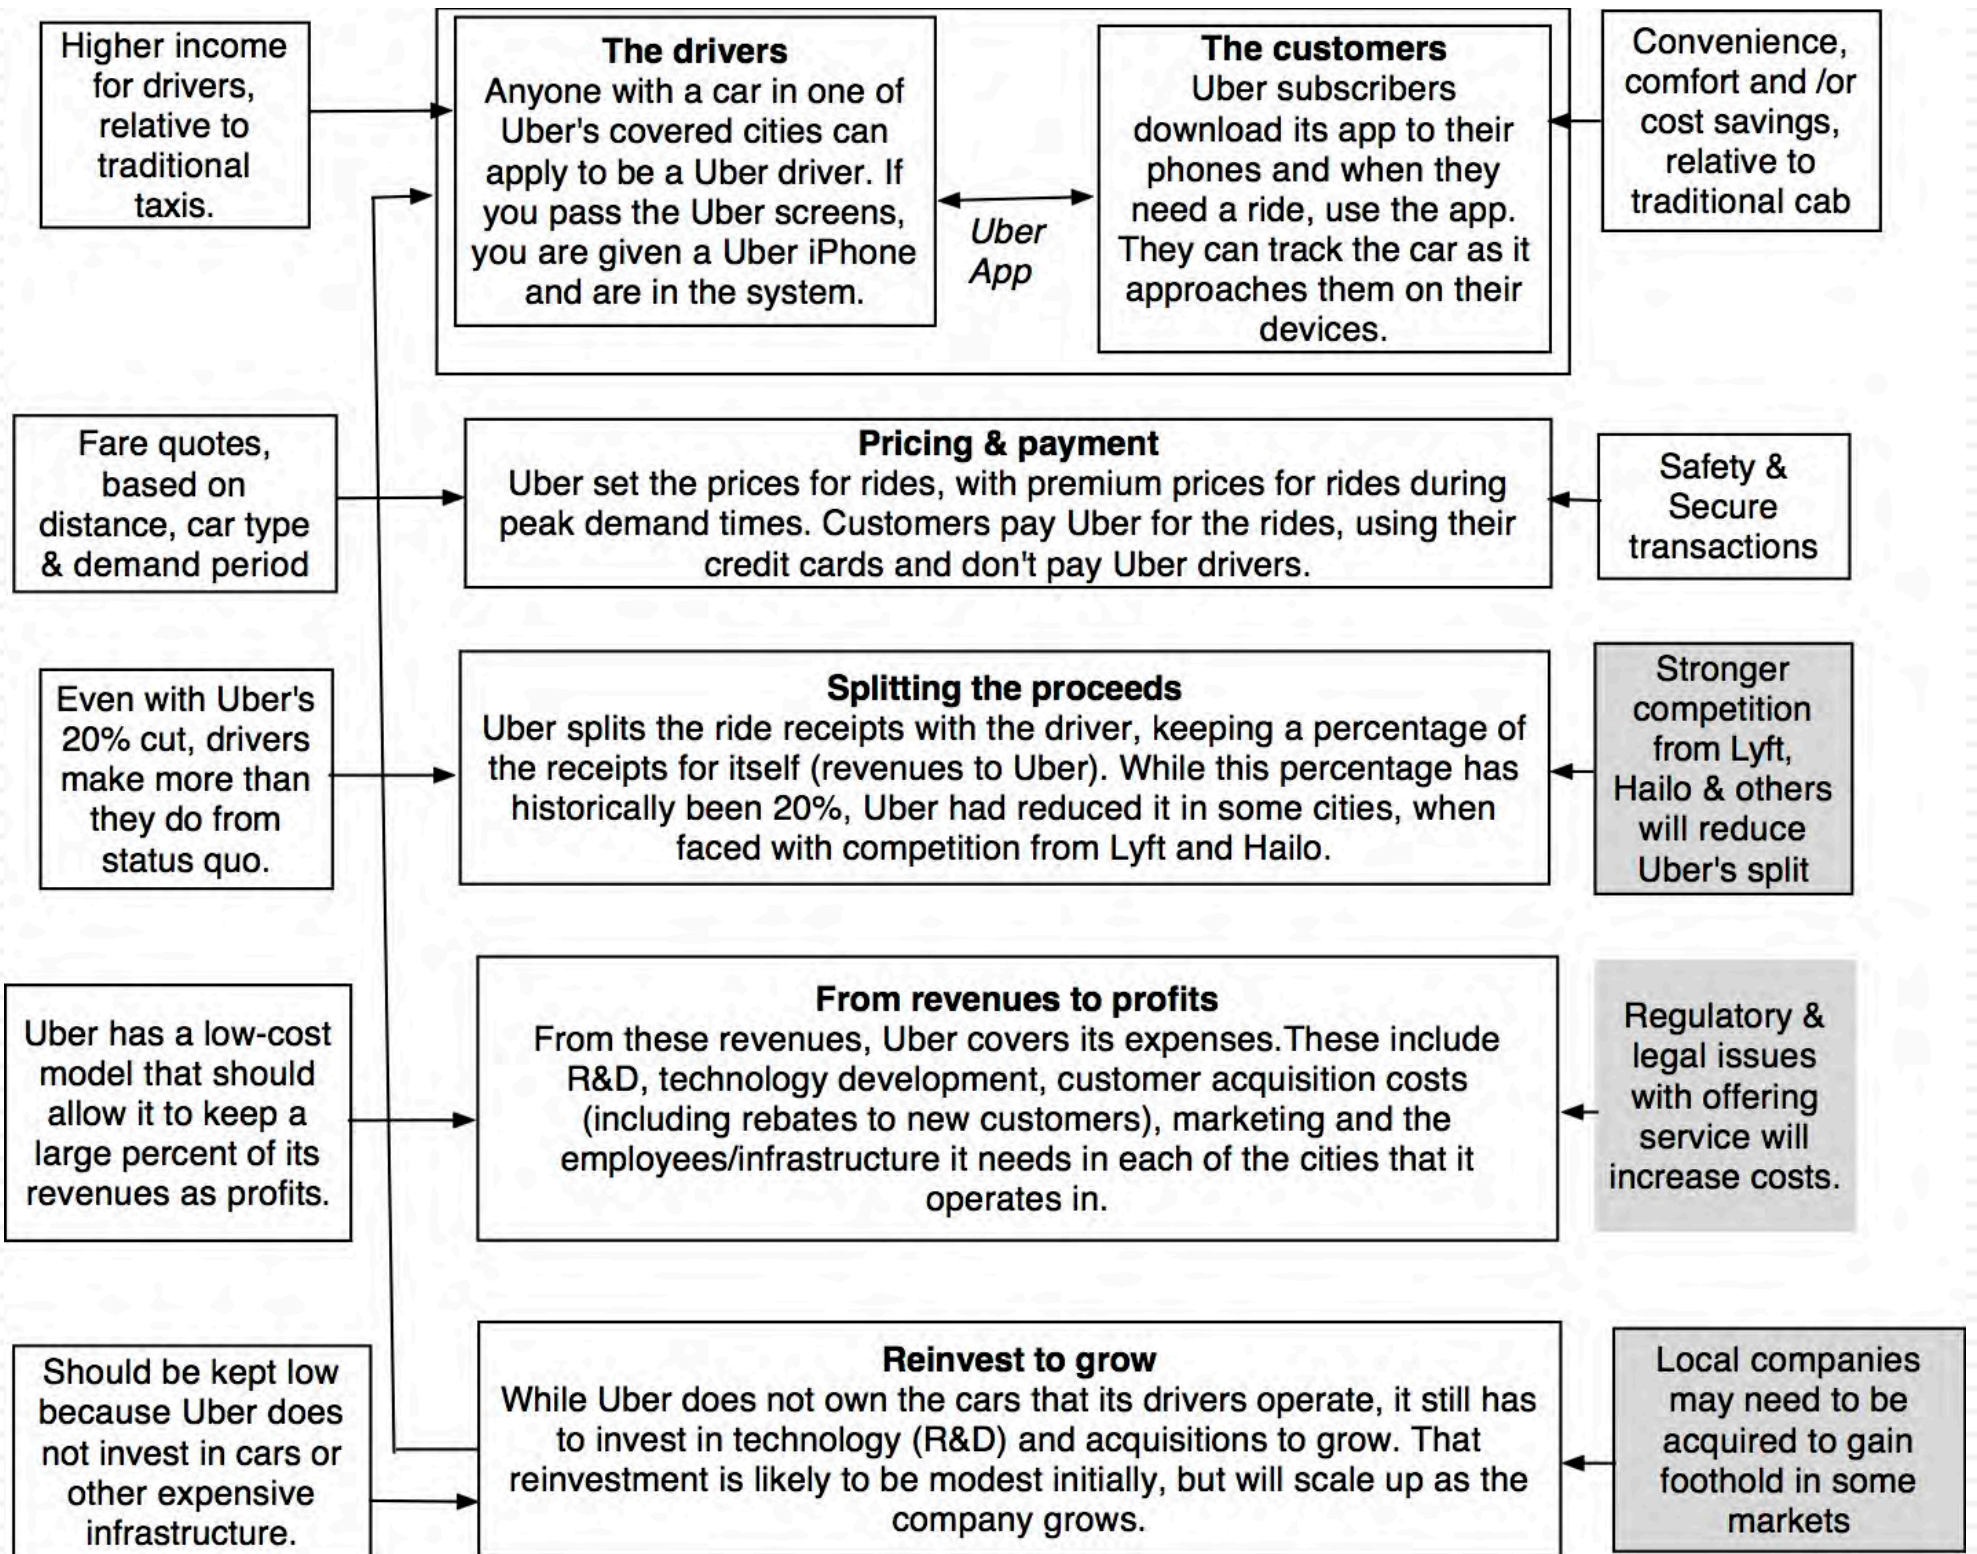 Higher income
for drivers,
relative to
traditional
taxis.
The drivers
Anyone with a car in one of
Uber's covered cities can
apply to be a Uber driver. If
you pass the Uber screens,
you are given a Uber iPhone
and are in the system.
Uber
App
The customers
Uber subscribers
download its app to their
phones and when they
need a ride, use the app.
They can track the car as it
approaches them on their
devices.
Convenience,
comfort and /or
cost savings,
relative to
traditional cab
Fare quotes,
based on
distance, car type
& demand period
Pricing & payment
Uber set the prices for rides, with premium prices for rides during
peak demand times. Customers pay Uber for the rides, using their
credit cards and don't pay Uber drivers.
Safety &
Secure
transactions
Even with Uber's
20% cut, drivers
make more than
they do from
status quo.
Splitting the proceeds
Uber splits the ride receipts with the driver, keeping a percentage of
the receipts for itself (revenues to Uber). While this percentage has
historically been 20%, Uber had reduced it in some cities, when
faced with competition from Lyft and Hailo.
Stronger
competition
from Lyft,
Hailo & others
will reduce
Uber's split
Uber has a low-cost
model that should
allow it to keep a
large percent of its
revenues as profits.
From revenues to profits
From these revenues, Uber covers its expenses.These include
R&D, technology development, customer acquisition costs
(including rebates to new customers), marketing and the
employees/infrastructure it needs in each of the cities that it
operates in.
Regulatory &
legal issues
with offering
service will
increase costs.
Should be kept low
because Uber does
not invest in cars or
other expensive
infrastructure.
Reinvest to grow
While Uber does not own the cars that its drivers operate, it still has
to invest in technology (R&D) and acquisitions to grow. That
reinvestment is likely to be modest initially, but will scale up as the
company grows.
Local companies
may need to be
acquired to gain
foothold in some
markets